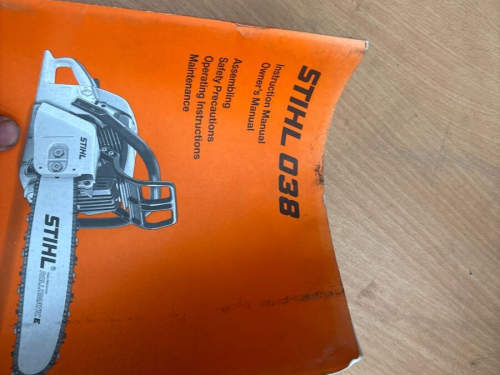 STIHL 038
Instruction Manual
Owner's Manual
Assembling
Safety Precautions
Operating Instructions
Maintenance
STIHL
STIHL®